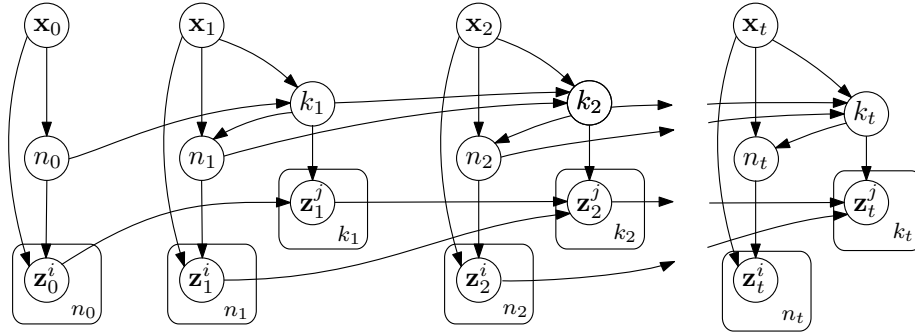 x₀ x₁ x₂ xₜ
k₁ k₂ kₜ
n₀ n₁ n₂ nₜ
z₁ʲ z₂ʲ zₜʲ
k₁ k₂ kₜ
z₀ⁱ z₁ⁱ z₂ⁱ zₜⁱ
n₀ n₁ n₂ nₜ